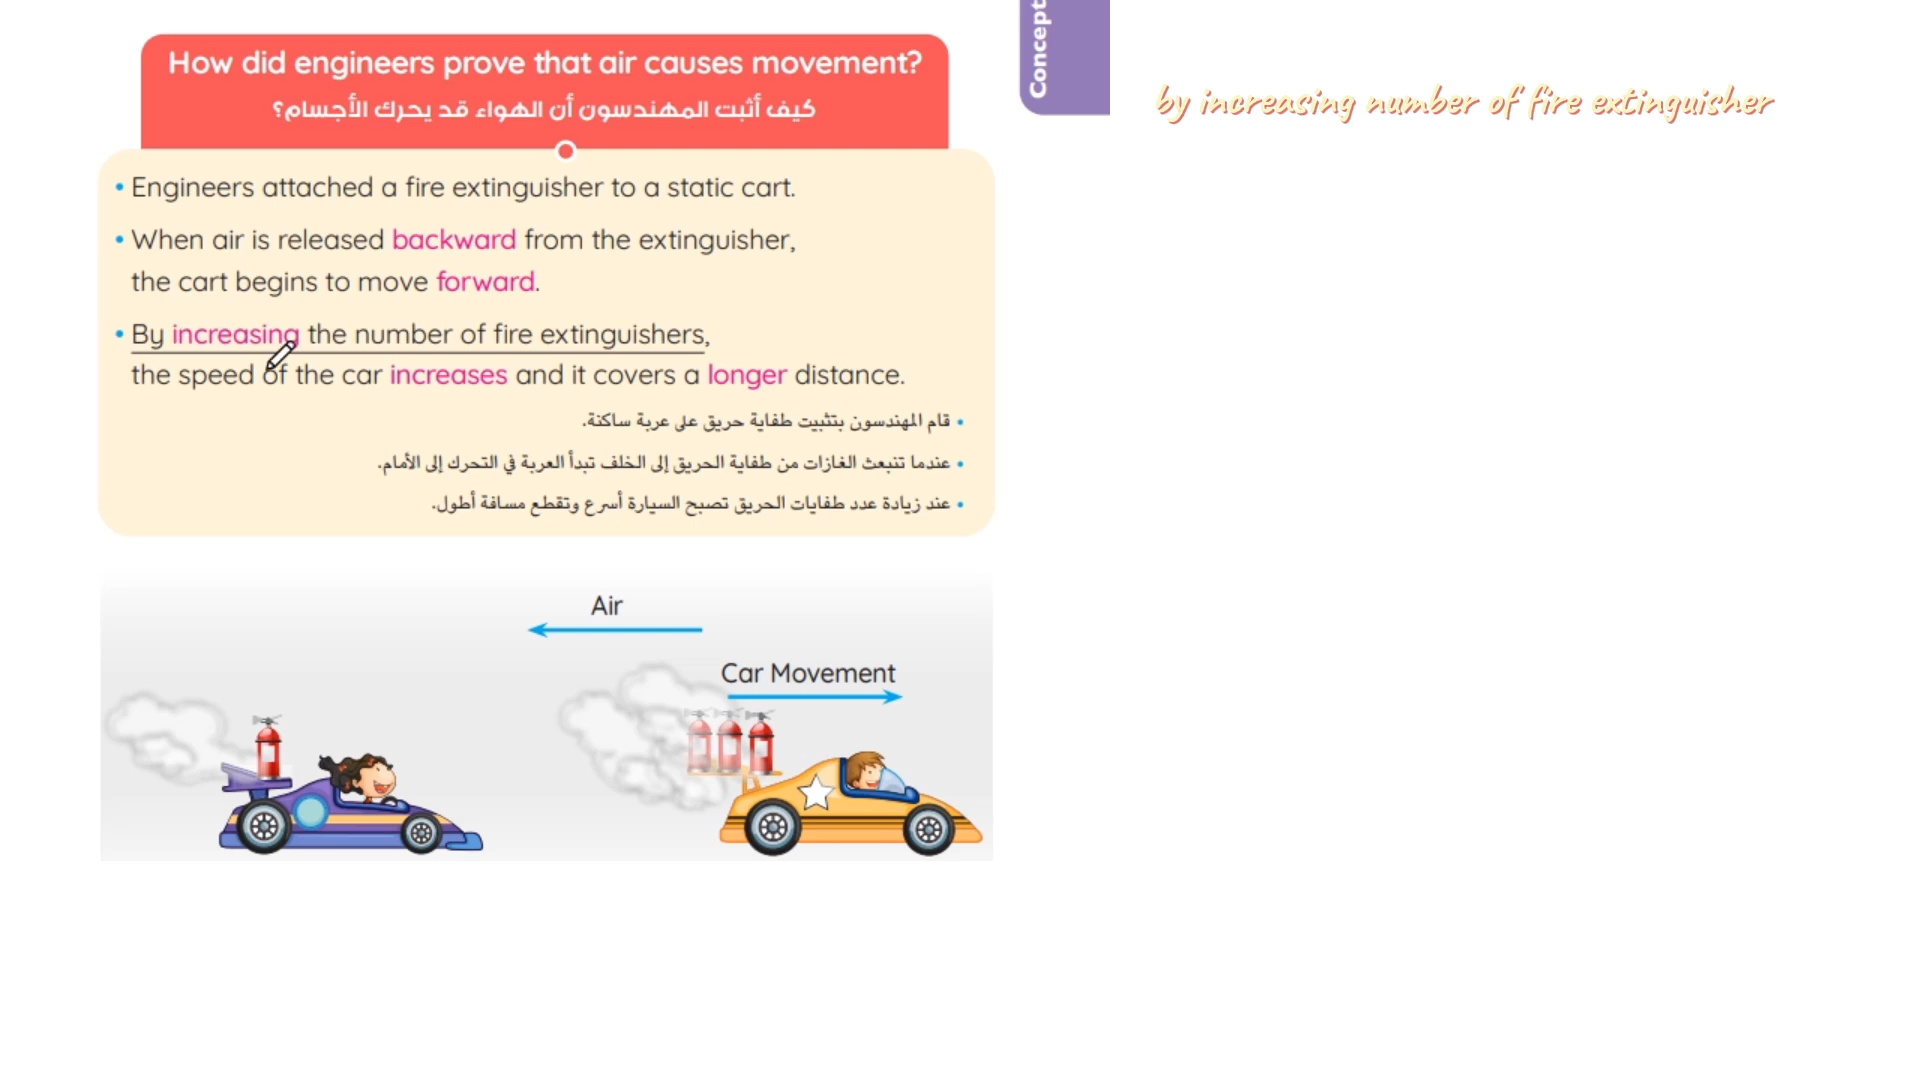 Concept
How did engineers prove that air causes movement?
كيف أثبت المهندسون أن الهواء قد يحرك الأجسام؟
by increasing number of fire extinguisher
• Engineers attached a fire extinguisher to a static cart.
• When air is released backward from the extinguisher,
the cart begins to move forward.
• By increasing the number of fire extinguishers,
the speed of the car increases and it covers a longer distance.
• قام المهندسون بتثبيت طفاية حريق على عربة ساكنة.
• عندما تنبعث الغازات من طفاية الحريق إلى الخلف تبدأ العربة في التحرك إلى الأمام.
• عند زيادة عدد طفايات الحريق تصبح السيارة أسرع وتقطع مسافة أطول.
Air
Car Movement